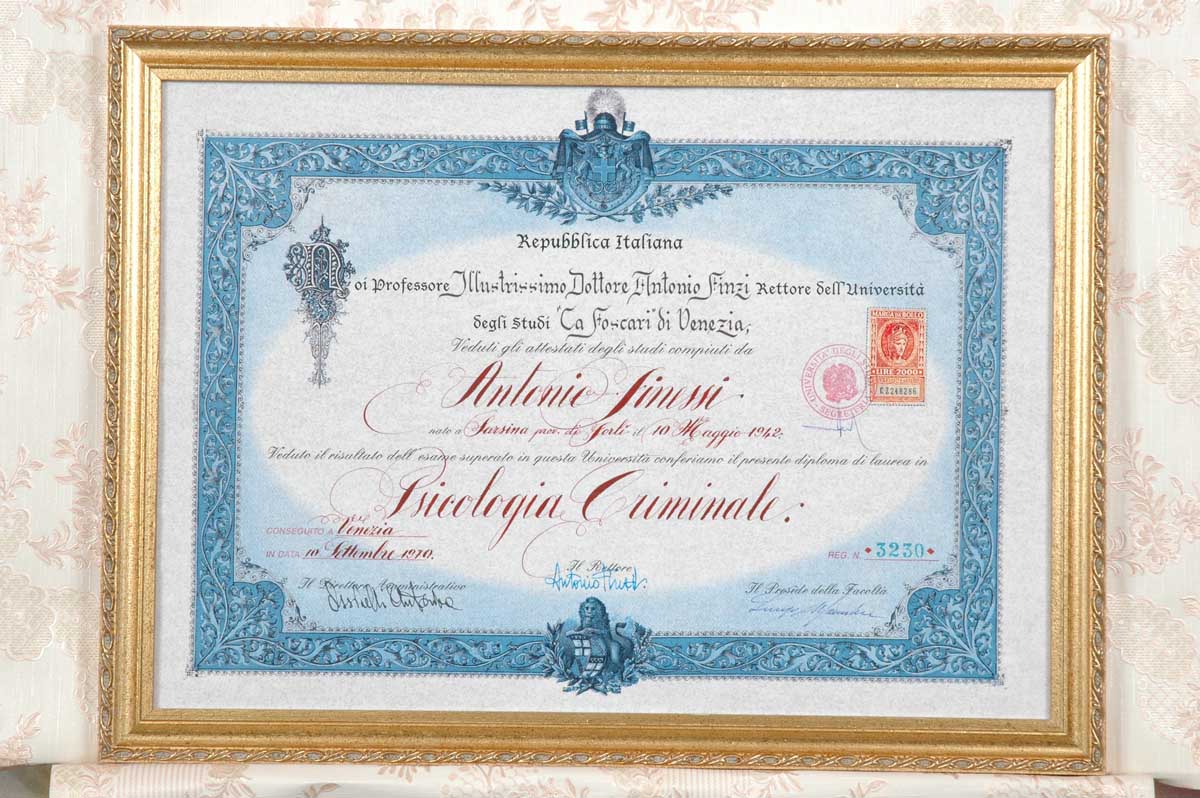 Repubblica Italiana
Noi Professore Illustrissimo Dottore Antonio Finzi Rettore dell'Università
degli Studi "Ca Foscari" di Venezia,
Veduti gli attestati degli studi compiuti da
Antonio Finessi
nato a Sarsina prov. di Forlì il 10 Maggio 1942.
Veduto il risultato dell'esame superato in questa Università conferiamo il presente diploma di laurea in
Psicologia Criminale.
CONSEGUITO A Venezia
IN DATA 10 Settembre 1970.
REG. N. 3230
Il Direttore Amministrativo
Il Rettore
Antonio
Il Preside della Facoltà
MARCA DA BOLLO
LIRE 2000
UNIVERSITÀ DEGLI
SEGRETERIA